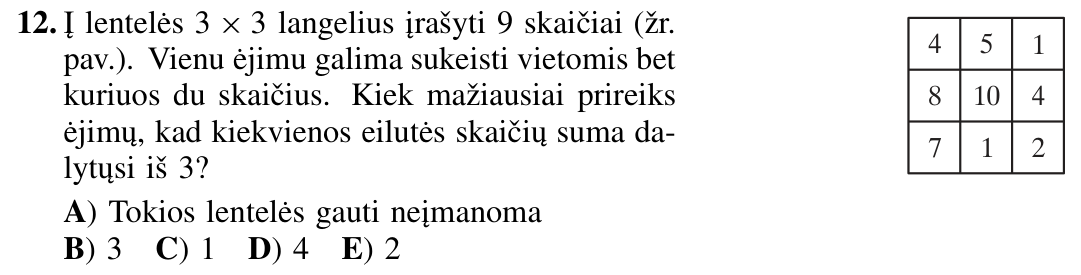 12. Į lentelės 3 × 3 langelius įrašyti 9 skaičiai (žr.
pav.). Vienu ėjimu galima sukeisti vietomis bet
kuriuos du skaičius. Kiek mažiausiai prireiks
ėjimų, kad kiekvienos eilutės skaičių suma da-
lytųsi iš 3?
A) Tokios lentelės gauti neįmanoma
B) 3 C) 1 D) 4 E) 2
4 5 1
8 10 4
7 1 2